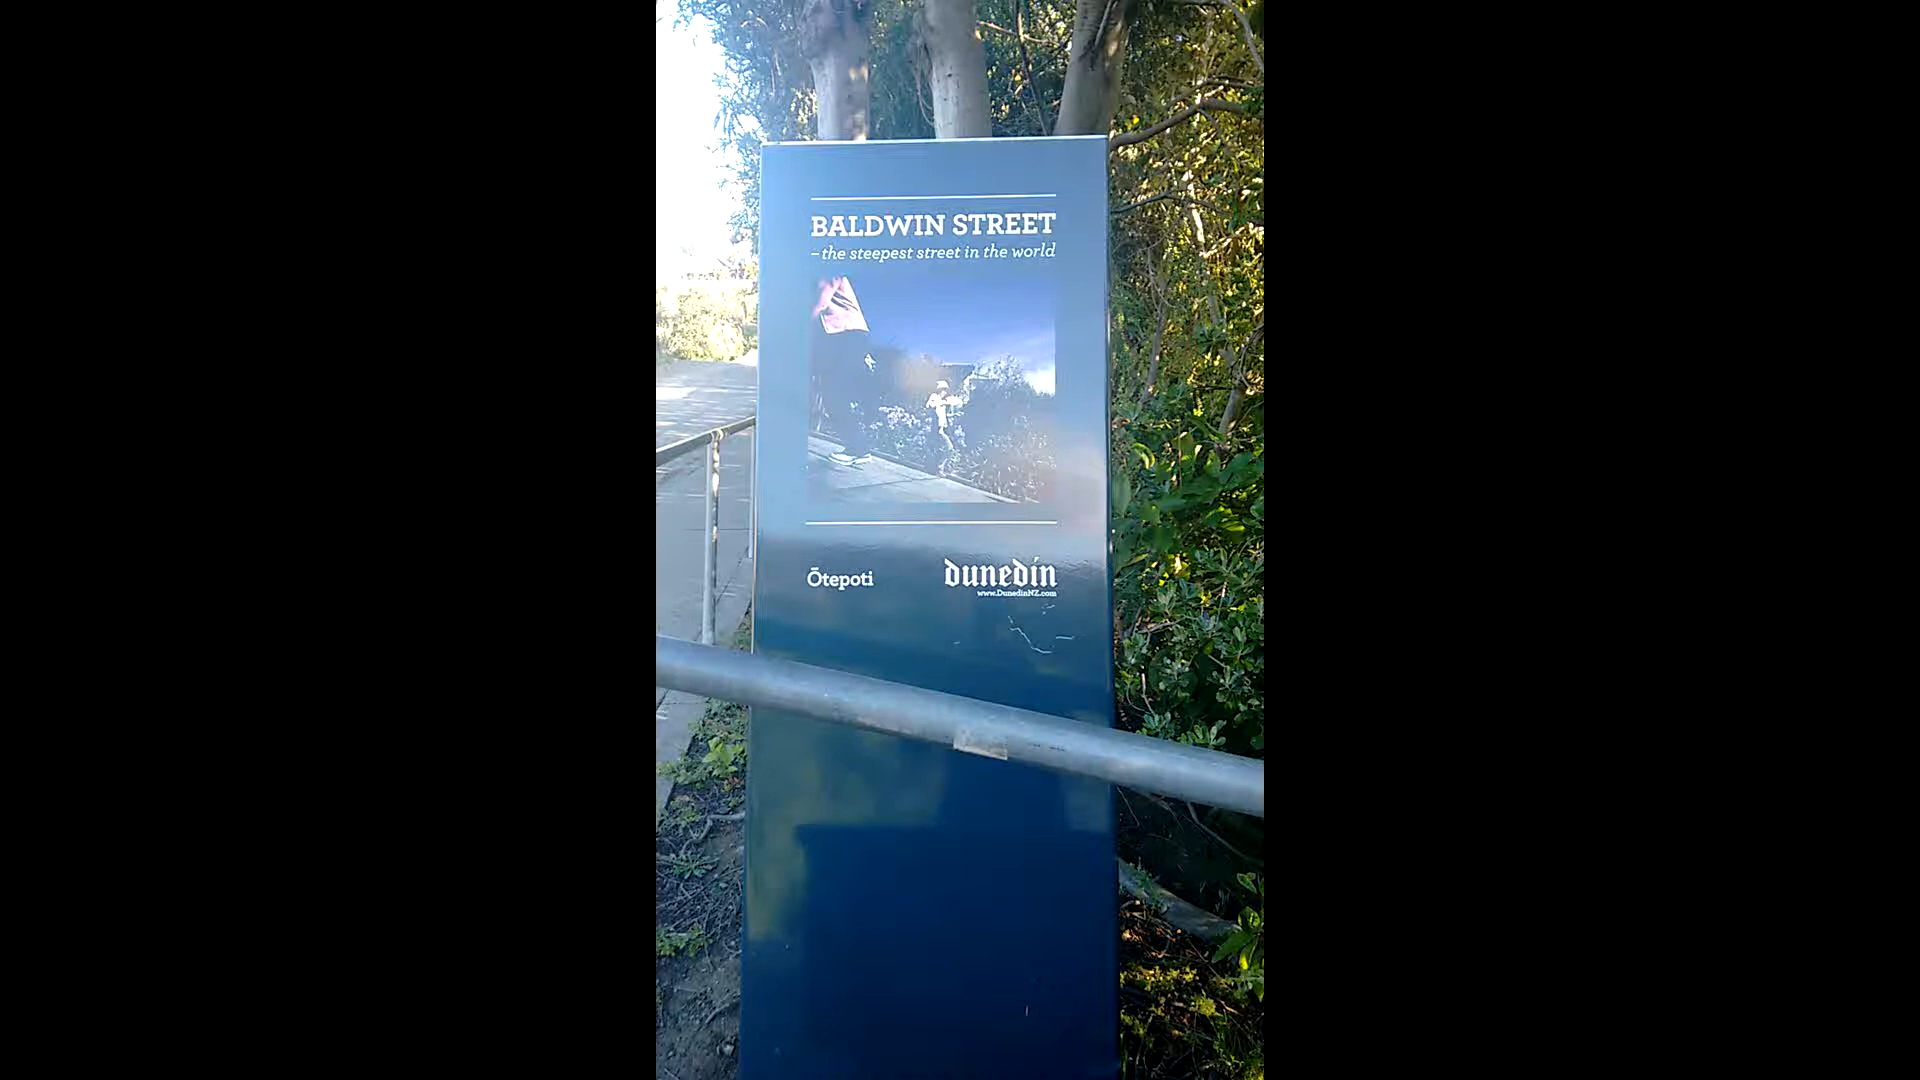 BALDWIN STREET
– the steepest street in the world
Ōtepoti
dunedin
www.DunedinNZ.com